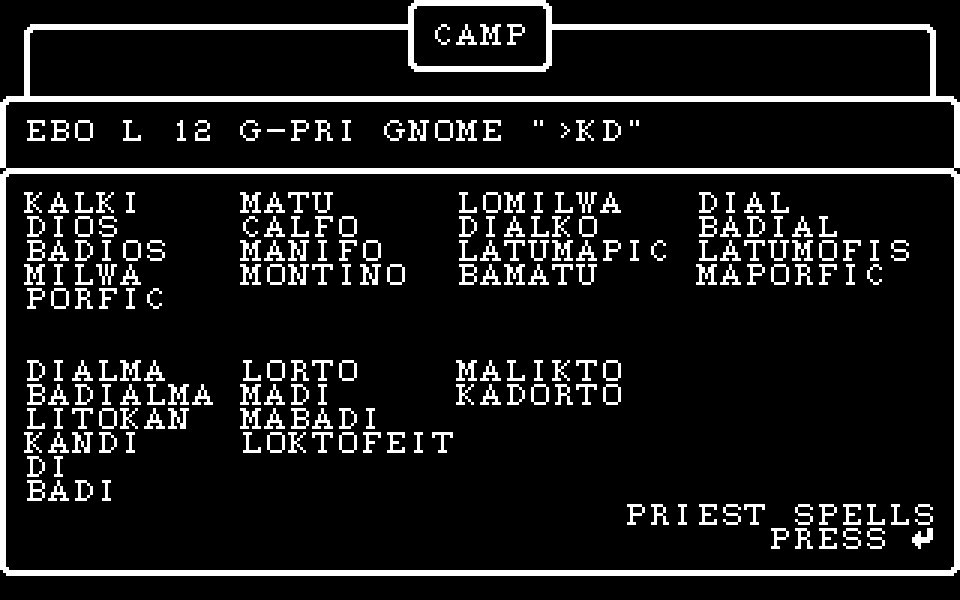 CAMP
EBO L 12 G-PRI GNOME ">KD"
KALKI MATU LOMILWA DIAL
DIOS CALFO DIALKO BADIAL
BADIOS MANIFO LATUMAPIC LATUMOFIS
MILWA MONTINO BAMATU MAPORFIC
PORFIC
DIALMA LORTO MALIKTO
BADIALMA MADI KADORTO
LITOKAN MABADI
KANDI LOKTOFEIT
DI
BADI
PRIEST SPELLS
PRESS ↵